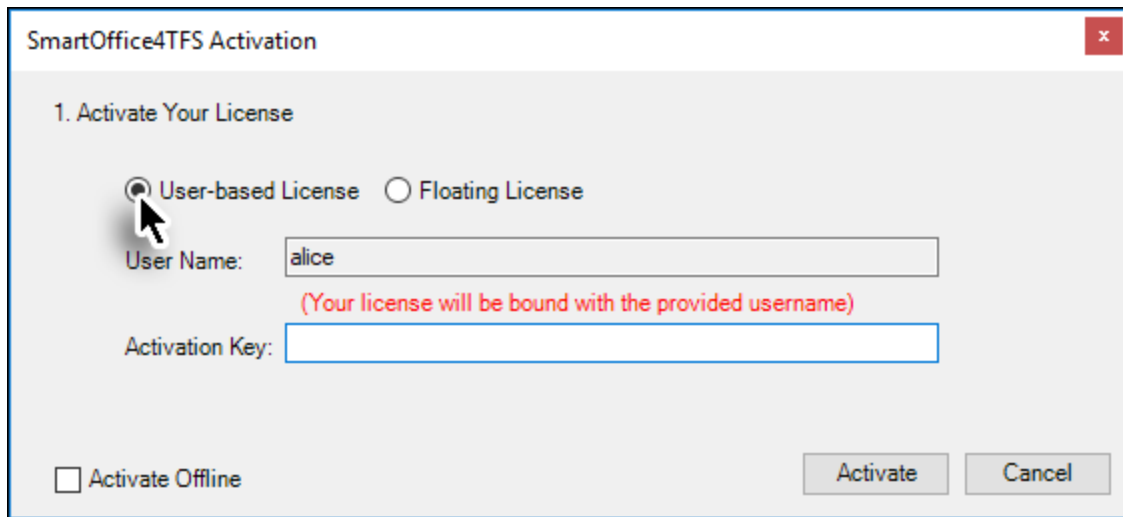 SmartOffice4TFS Activation
x
1. Activate Your License
User-based License Floating License
User Name: alice
(Your license will be bound with the provided username)
Activation Key:
Activate Offline Activate Cancel